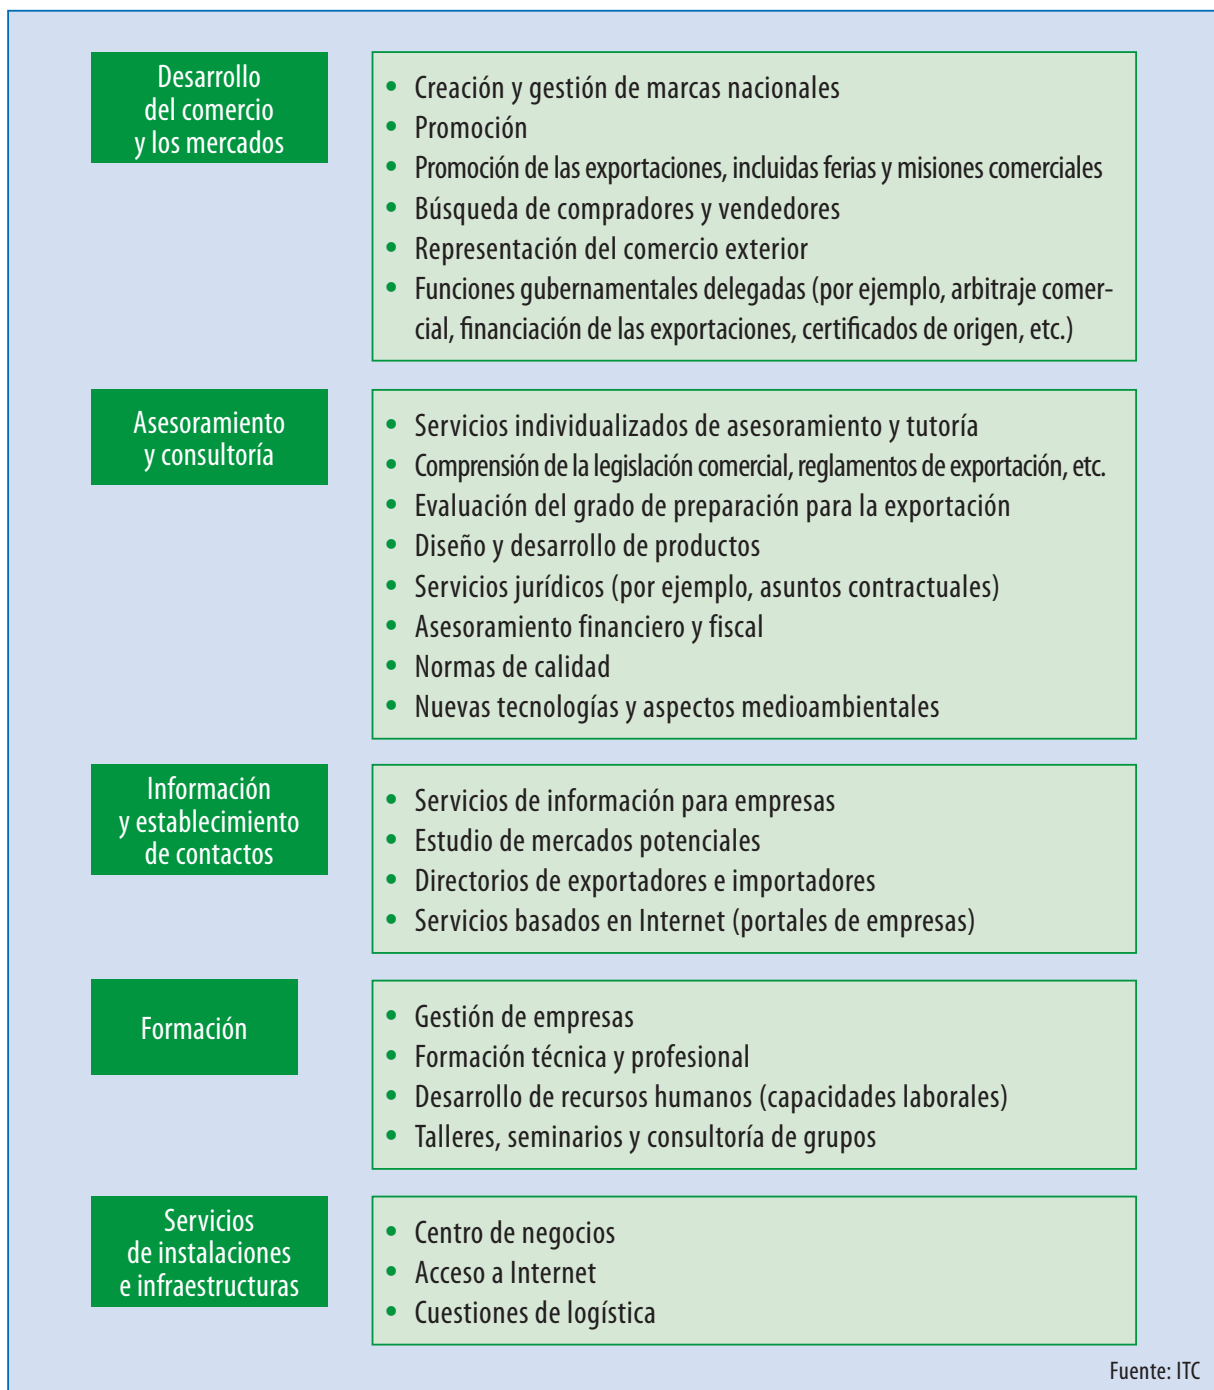 Desarrollo
del comercio
y los mercados
• Creación y gestión de marcas nacionales
• Promoción
• Promoción de las exportaciones, incluidas ferias y misiones comerciales
• Búsqueda de compradores y vendedores
• Representación del comercio exterior
• Funciones gubernamentales delegadas (por ejemplo, arbitraje comer-
cial, financiación de las exportaciones, certificados de origen, etc.)
Asesoramiento
y consultoría
• Servicios individualizados de asesoramiento y tutoría
• Comprensión de la legislación comercial, reglamentos de exportación, etc.
• Evaluación del grado de preparación para la exportación
• Diseño y desarrollo de productos
• Servicios jurídicos (por ejemplo, asuntos contractuales)
• Asesoramiento financiero y fiscal
• Normas de calidad
• Nuevas tecnologías y aspectos medioambientales
Información
y establecimiento
de contactos
• Servicios de información para empresas
• Estudio de mercados potenciales
• Directorios de exportadores e importadores
• Servicios basados en Internet (portales de empresas)
Formación
• Gestión de empresas
• Formación técnica y profesional
• Desarrollo de recursos humanos (capacidades laborales)
• Talleres, seminarios y consultoría de grupos
Servicios
de instalaciones
e infraestructuras
• Centro de negocios
• Acceso a Internet
• Cuestiones de logística
Fuente: ITC